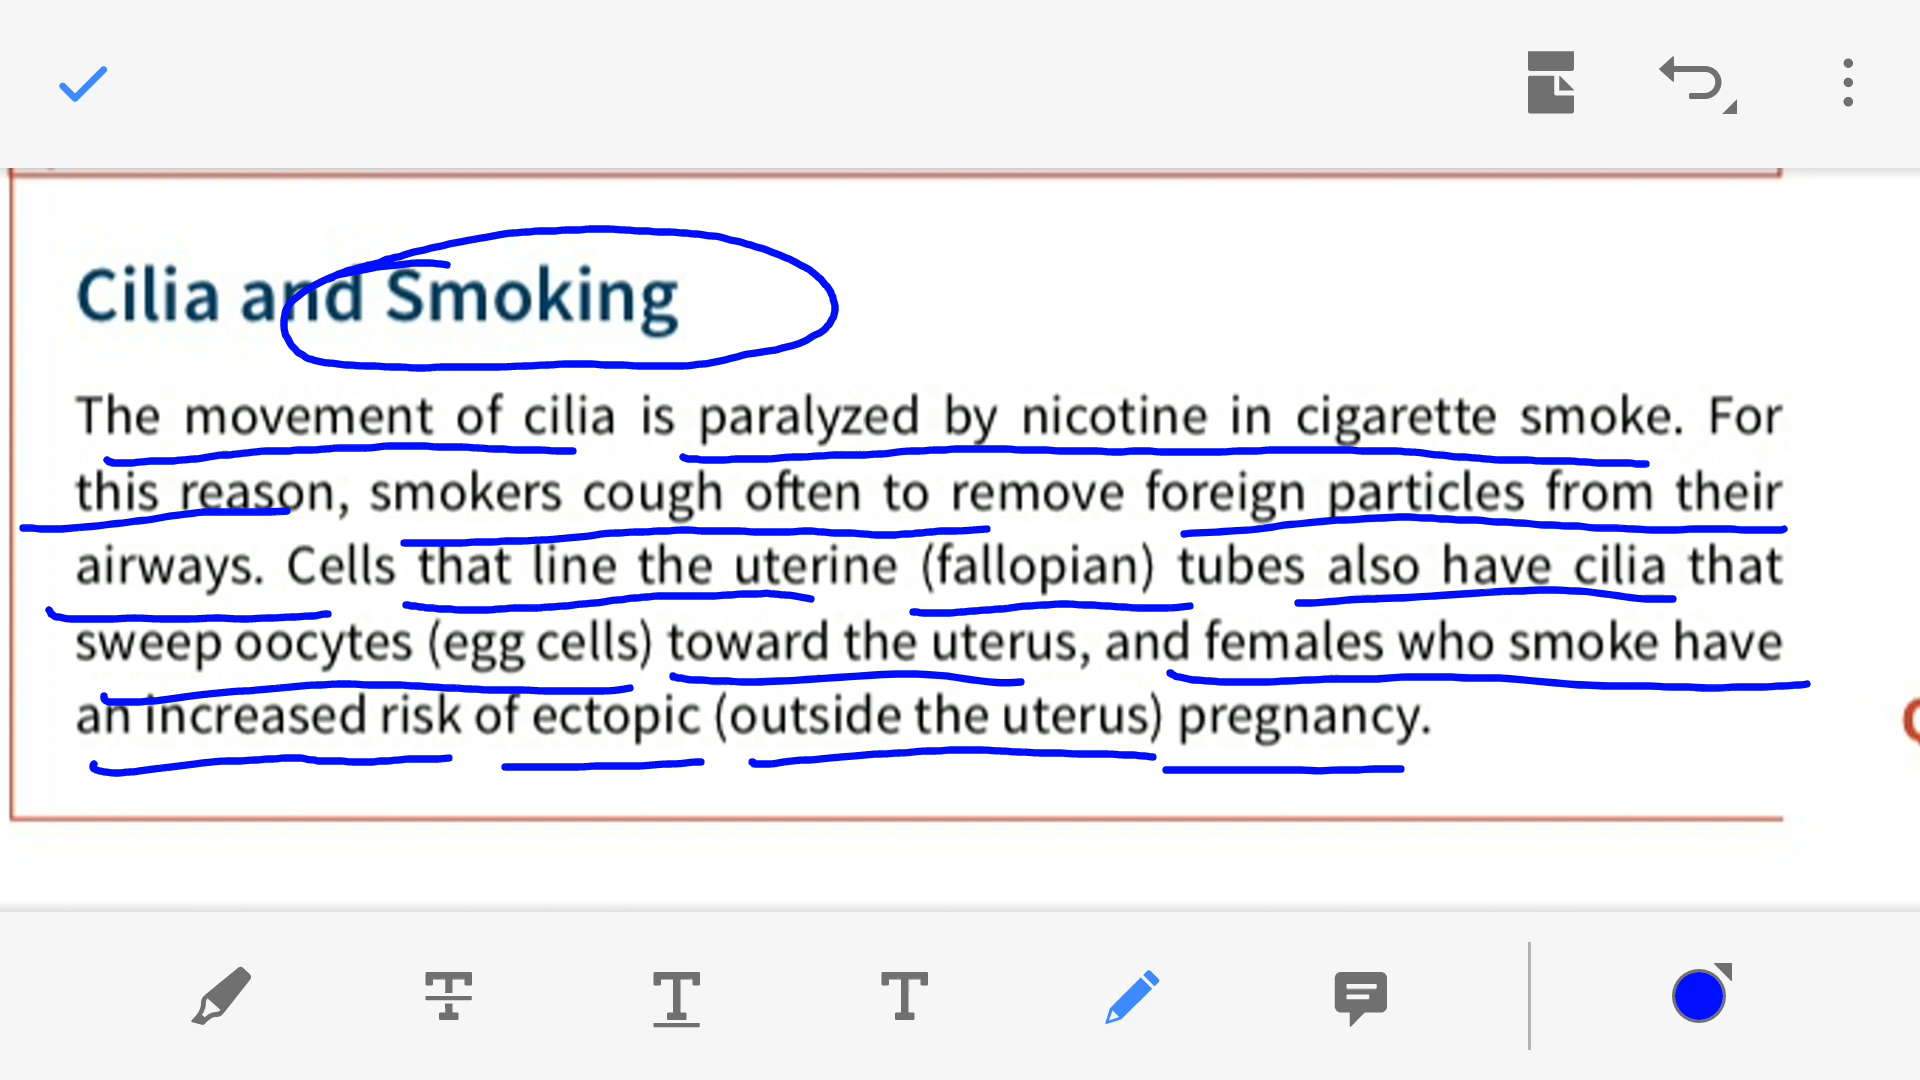 Cilia and Smoking
The movement of cilia is paralyzed by nicotine in cigarette smoke. For
this reason, smokers cough often to remove foreign particles from their
airways. Cells that line the uterine (fallopian) tubes also have cilia that
sweep oocytes (egg cells) toward the uterus, and females who smoke have
an increased risk of ectopic (outside the uterus) pregnancy.